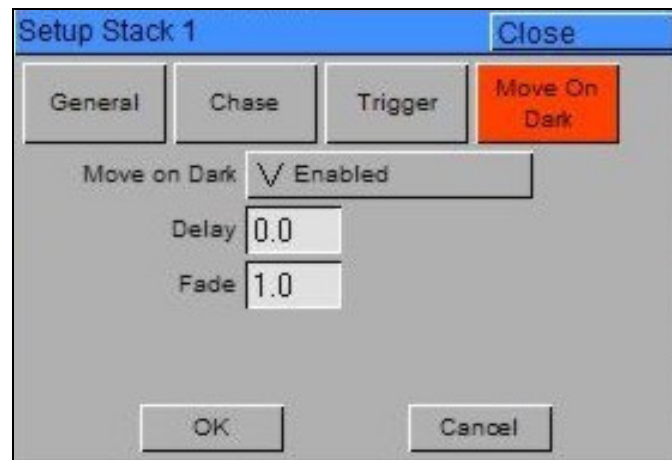 Setup Stack 1 Close
General Chase Trigger Move On Dark
Move on Dark \/ Enabled
Delay 0.0
Fade 1.0
OK Cancel